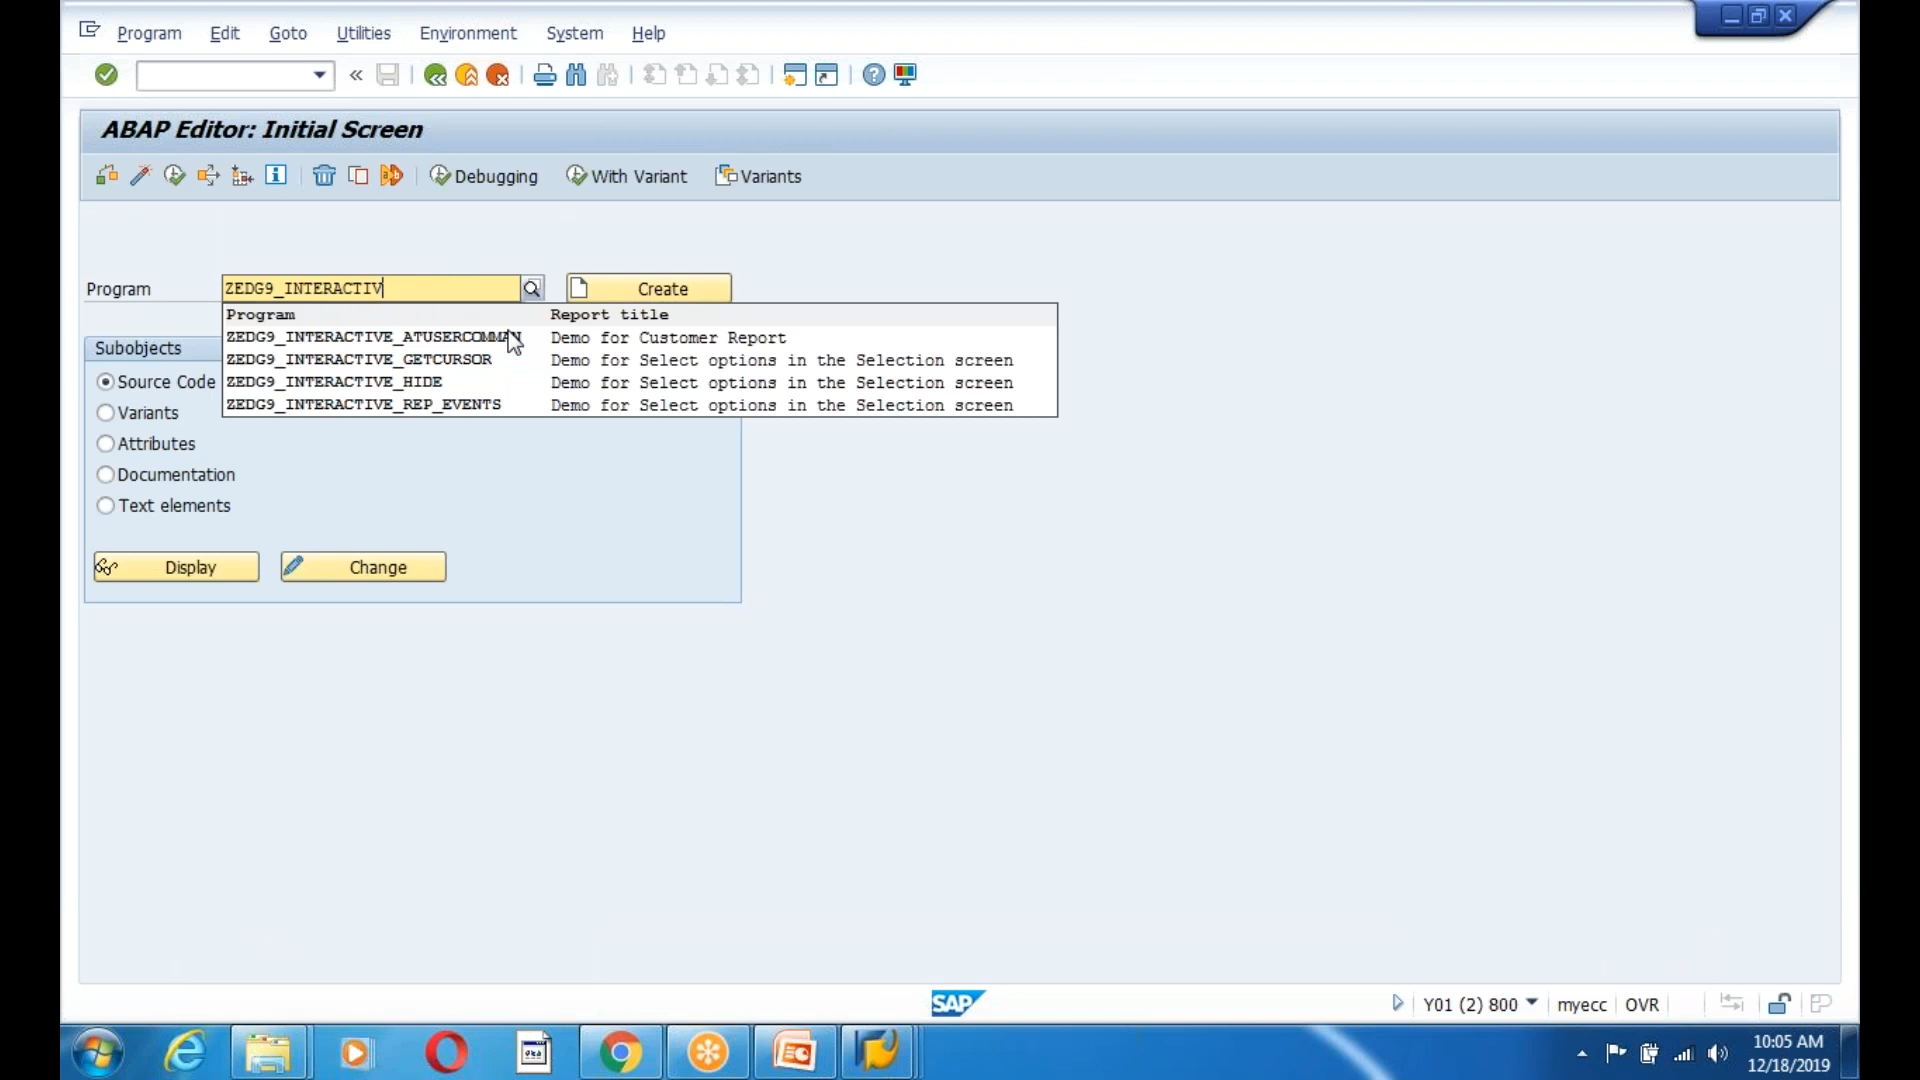 Program Edit Goto Utilities Environment System Help
ABAP Editor: Initial Screen
Debugging With Variant Variants
Program ZEDG9_INTERACTIV Create
Program Report title
ZEDG9_INTERACTIVE_ATUSERCOMMAN Demo for Customer Report
ZEDG9_INTERACTIVE_GETCURSOR Demo for Select options in the Selection screen
ZEDG9_INTERACTIVE_HIDE Demo for Select options in the Selection screen
ZEDG9_INTERACTIVE_REP_EVENTS Demo for Select options in the Selection screen
Subobjects
Source Code
Variants
Attributes
Documentation
Text elements
Display Change
SAP
Y01 (2) 800 myecc OVR
10:05 AM
12/18/2019